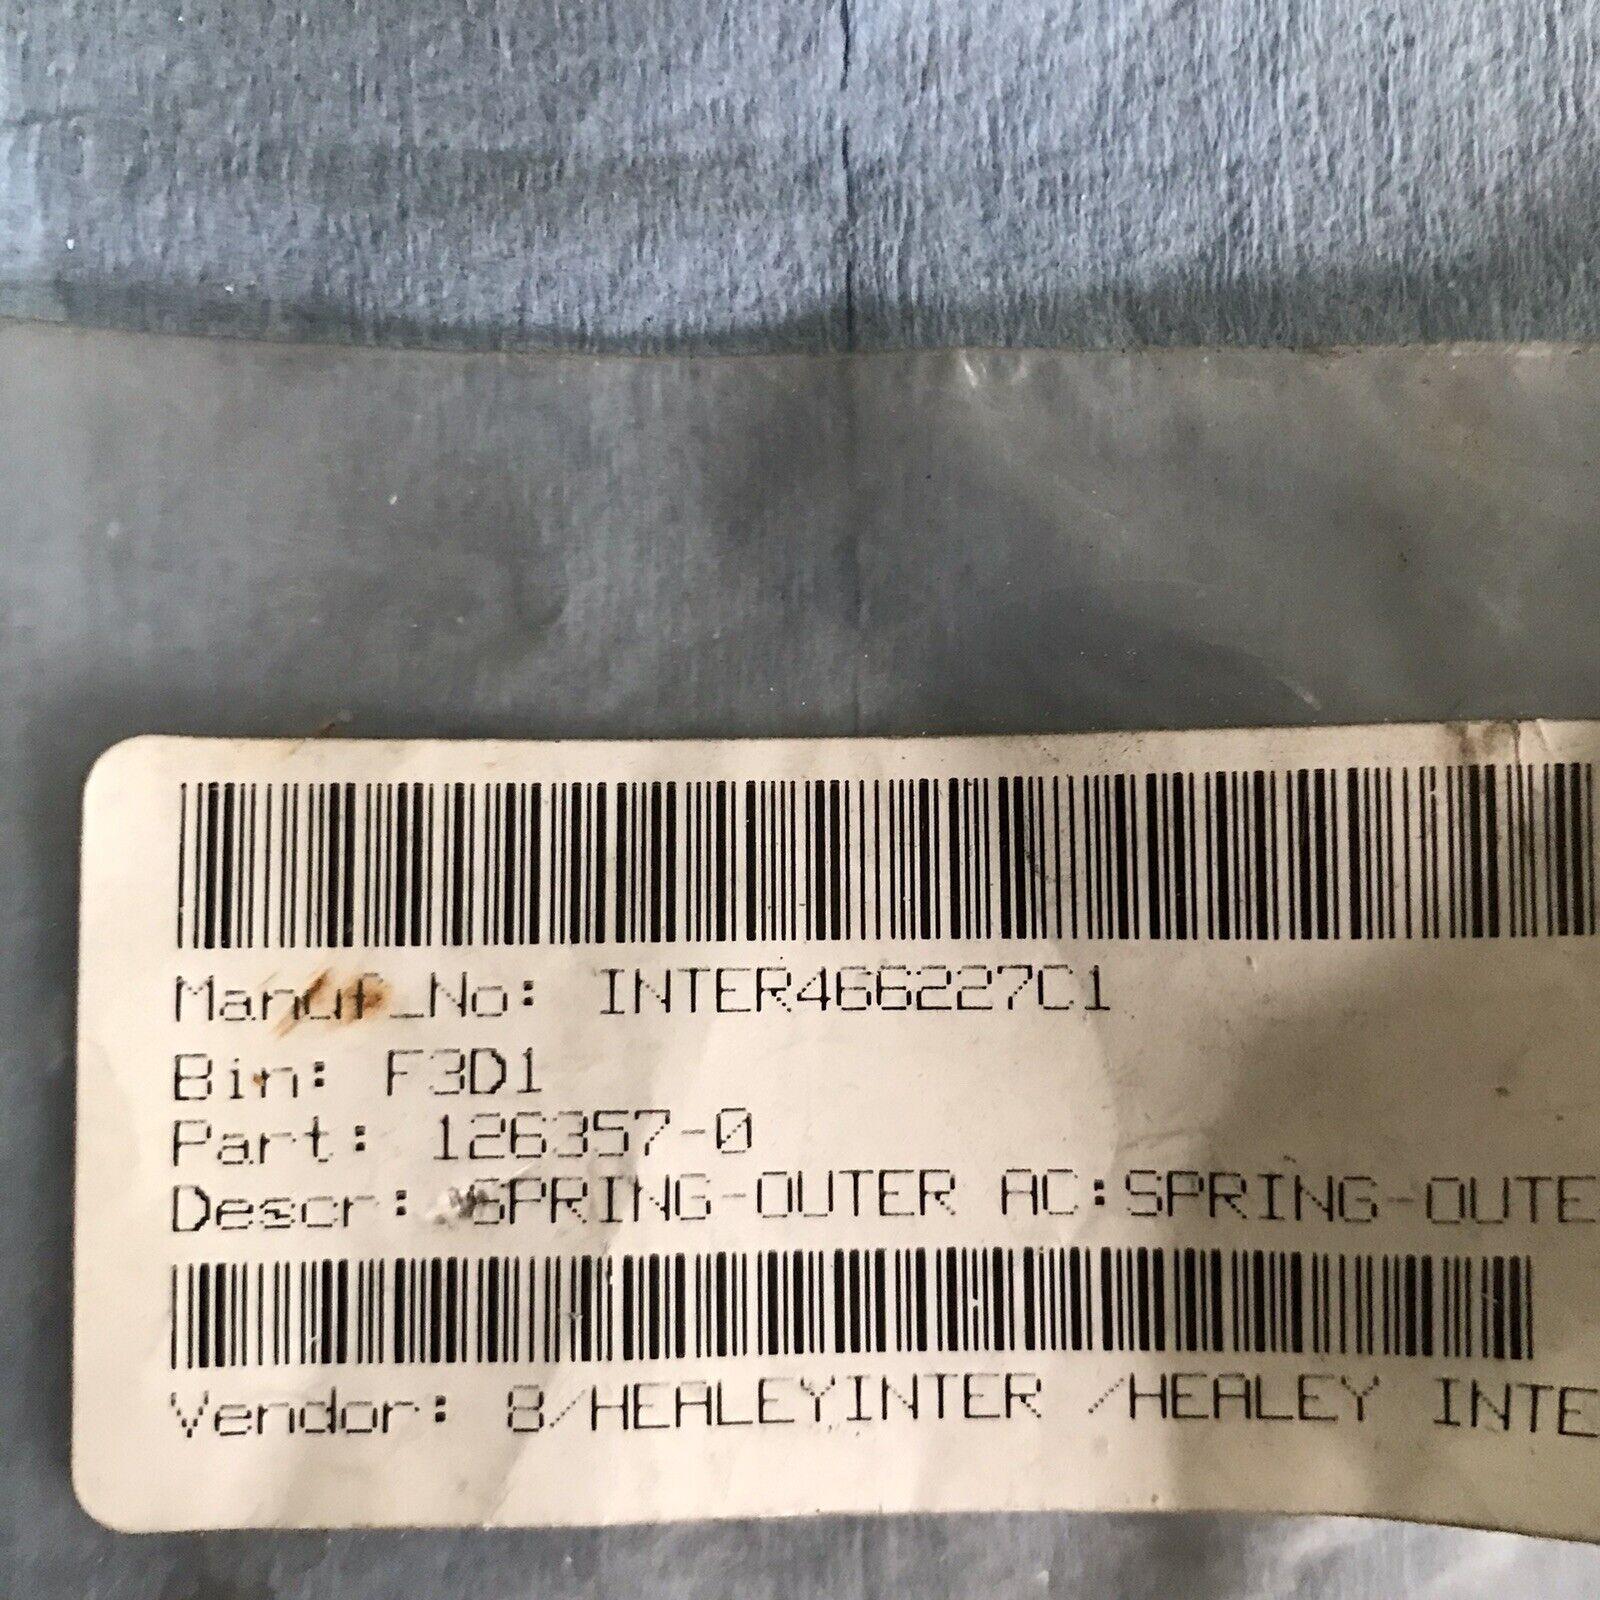 Manuf_No: INTER466227C1
Bin: F3D1
Part: 126357-0
Descr: SPRING-OUTER AC:SPRING-OUTE
Vendor: 8/HEALEYINTER /HEALEY INTE